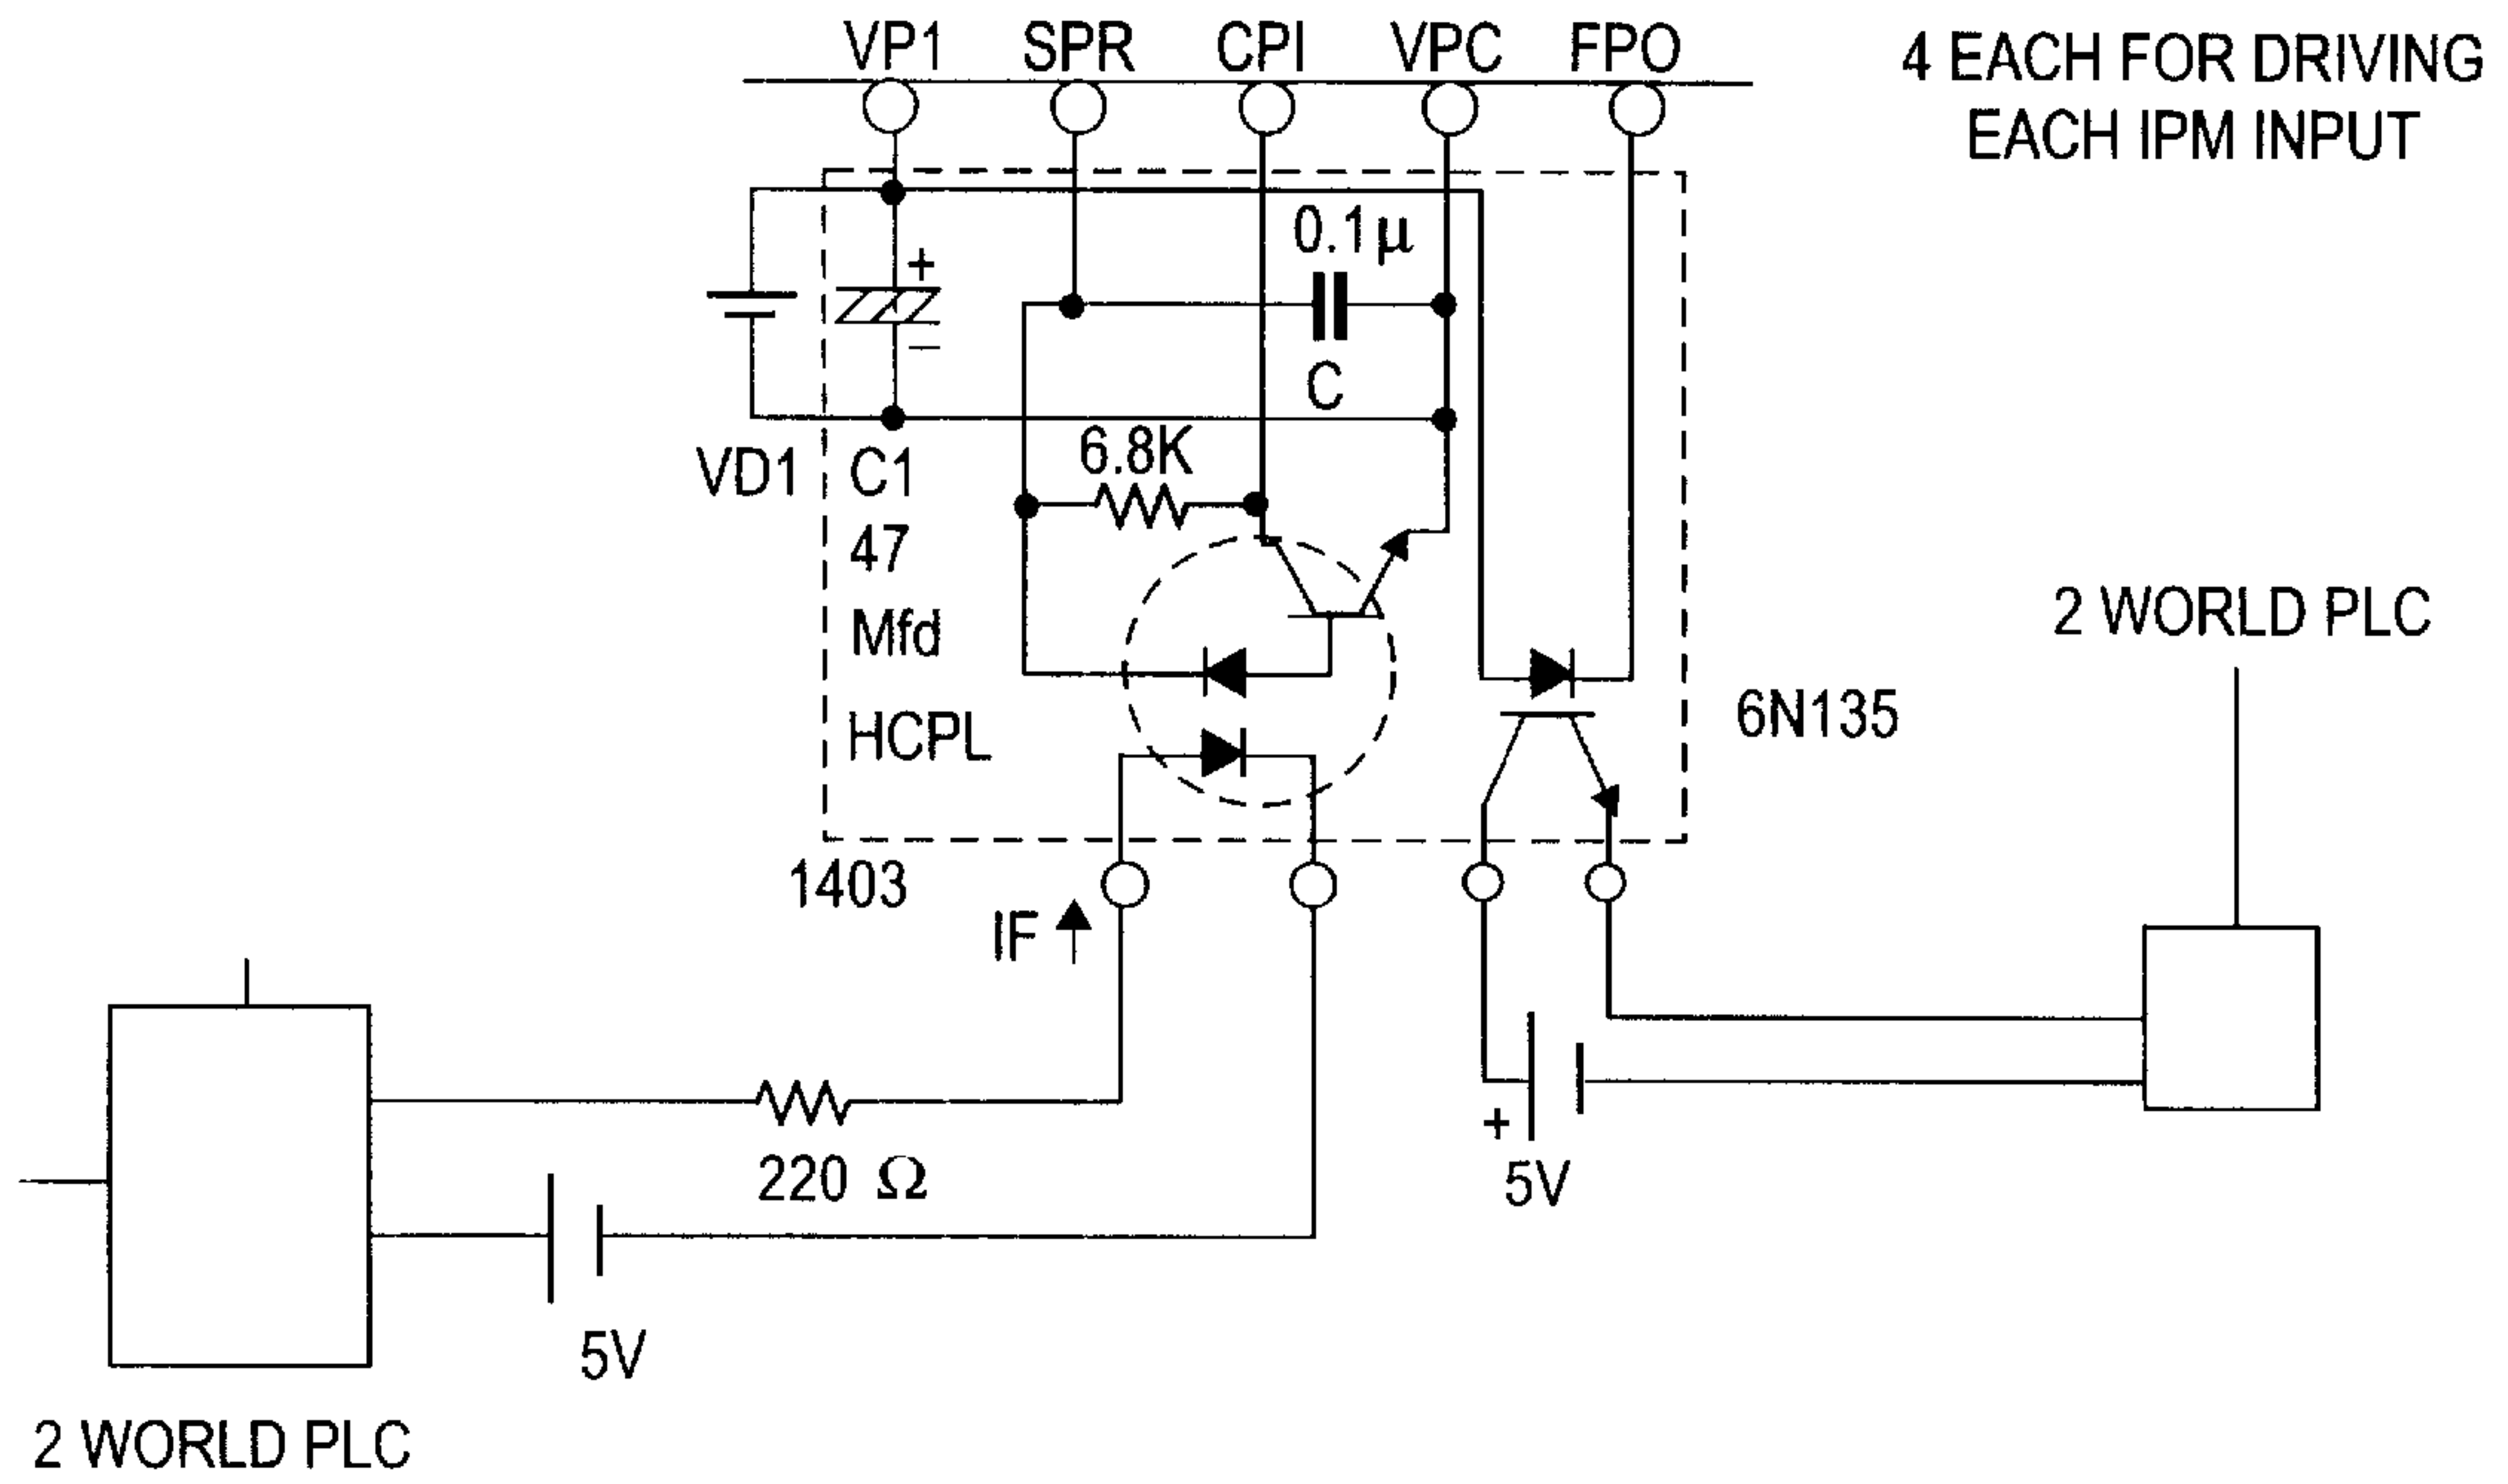 VP1 SPR CPI VPC FPO
4 EACH FOR DRIVING
EACH IPM INPUT
+
0.1µ
−
C
6.8K
VD1
C1
47
Mfd
HCPL
2 WORLD PLC
6N135
1403
IF
+
5V
220 Ω
5V
2 WORLD PLC